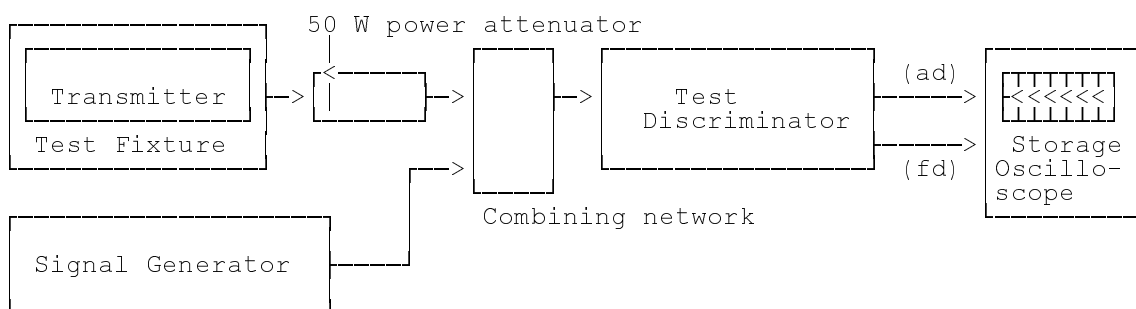 50 W power attenuator
Transmitter
Test Fixture
Test
Discriminator
(ad)
(fd)
Storage
Oscillo-
scope
Combining network
Signal Generator